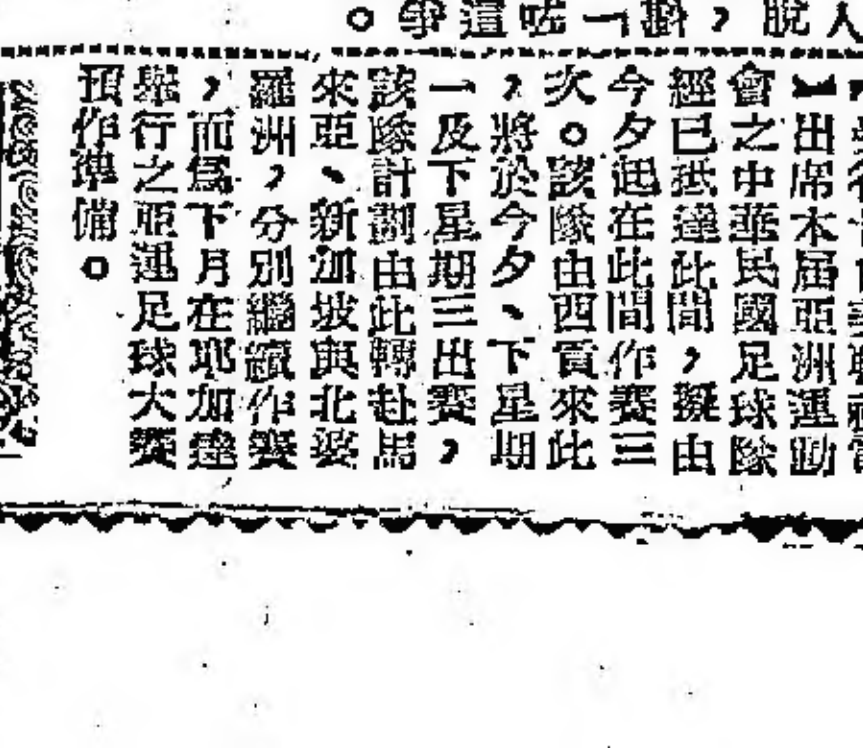 出席本屆亞洲運動
會之中華民國足球隊
經已抵達此間，擬由
今夕起在此間作賽三
次。該隊由西貢來此
，將於今夕、下星期
一及下星期三出賽，
該隊計劃由此轉赴馬
來亞、新加坡與北婆
羅洲，分別繼續作賽
，而爲下月在耶加達
舉行之亞運足球大賽
預作準備。